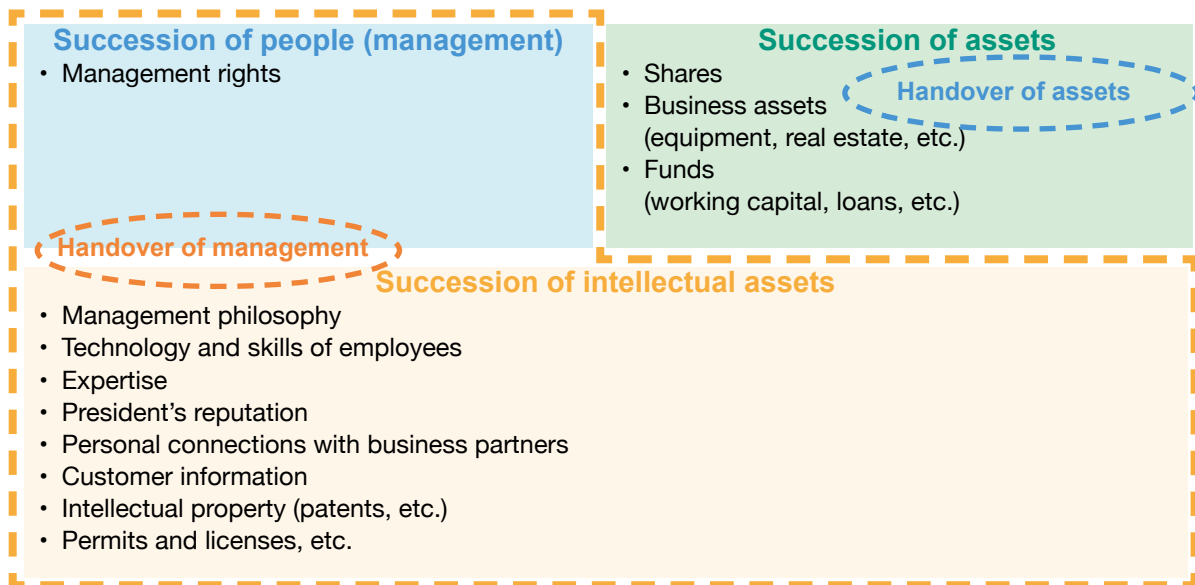 Succession of people (management)
• Management rights
Handover of management
Succession of assets
• Shares
• Business assets
(equipment, real estate, etc.)
• Funds
(working capital, loans, etc.)
Handover of assets
Succession of intellectual assets
• Management philosophy
• Technology and skills of employees
• Expertise
• President’s reputation
• Personal connections with business partners
• Customer information
• Intellectual property (patents, etc.)
• Permits and licenses, etc.